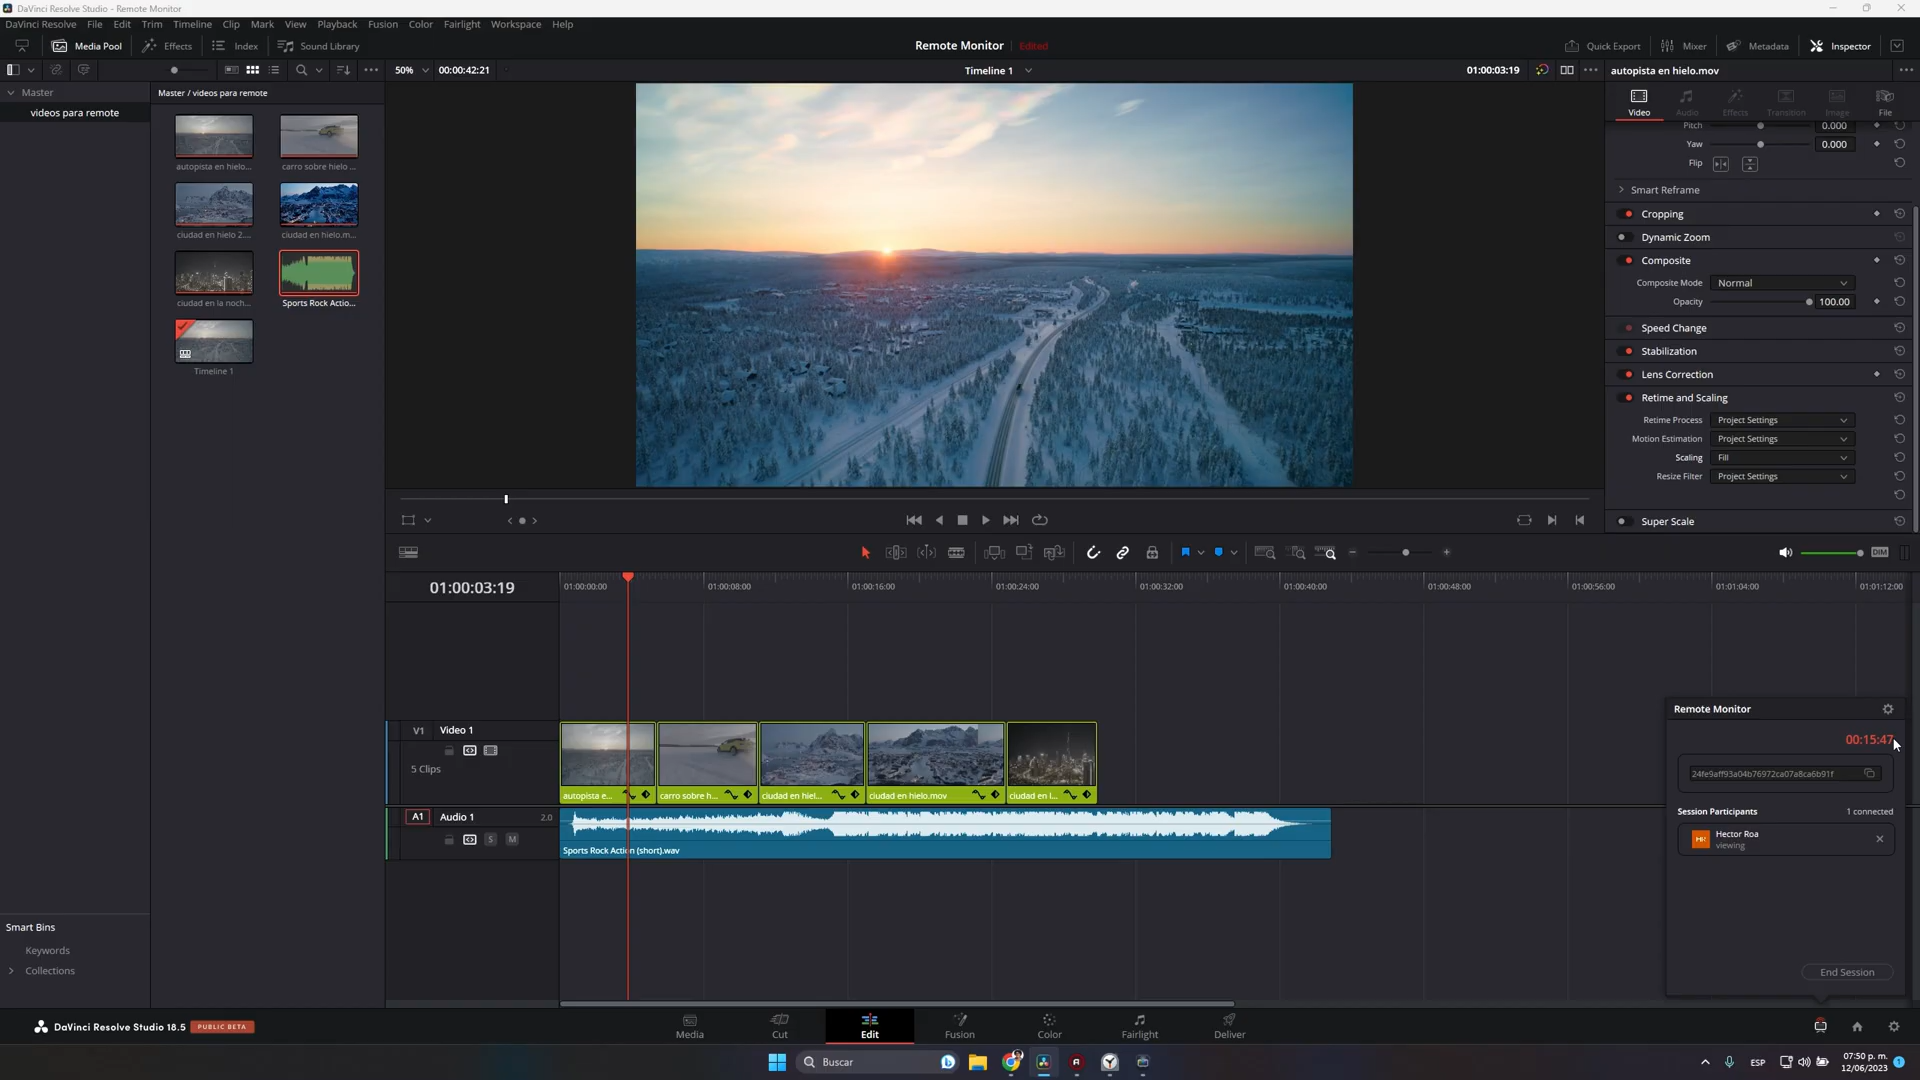 DaVinci Resolve Studio - Remote Monitor
DaVinci Resolve File Edit Trim Timeline Clip Mark View Playback Fusion Color Fairlight Workspace Help
Media Pool Effects Index Sound Library Remote Monitor Edited Quick Export Mixer Metadata Inspector
50% 00:00:42:21 Timeline 1 01:00:03:19 autopista en hielo.mov
Master
videos para remote
Master / videos para remote
autopista en hielo... carro sobre hielo ...
ciudad en hielo 2.... ciudad en hielo.m...
ciudad en la noch... Sports Rock Actio...
Timeline 1
Video Audio Effects Transition Image File
Pitch 0.000
Yaw 0.000
Flip
Smart Reframe
Cropping
Dynamic Zoom
Composite
Composite Mode Normal
Opacity 100.00
Speed Change
Stabilization
Lens Correction
Retime and Scaling
Retime Process Project Settings
Motion Estimation Project Settings
Scaling Fill
Resize Filter Project Settings
Super Scale
DIM
01:00:03:19 01:00:00:00 01:00:08:00 01:00:16:00 01:00:24:00 01:00:32:00 01:00:40:00 01:00:48:00 01:00:56:00 01:01:04:00 01:01:12:00
V1 Video 1
5 Clips
autopista e... carro sobre h... ciudad en hiel... ciudad en hielo.mov ciudad en l...
A1 Audio 1 2.0
S M
Sports Rock Action (short).wav
Remote Monitor
00:15:47
24fe9aff93a04b76972ca07a8ca6b91f
Session Participants 1 connected
HR Hector Roa
viewing
End Session
Smart Bins
Keywords
Collections
DaVinci Resolve Studio 18.5 PUBLIC BETA
Media Cut Edit Fusion Color Fairlight Deliver
Buscar
ESP
07:50 p. m.
12/06/2023
1